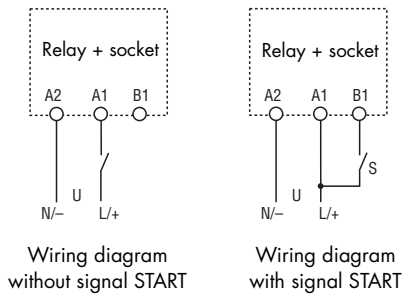 Relay + socket
A2 A1 B1
U
N/– L/+
Wiring diagram
without signal START
Relay + socket
A2 A1 B1
S
U
N/– L/+
Wiring diagram
with signal START